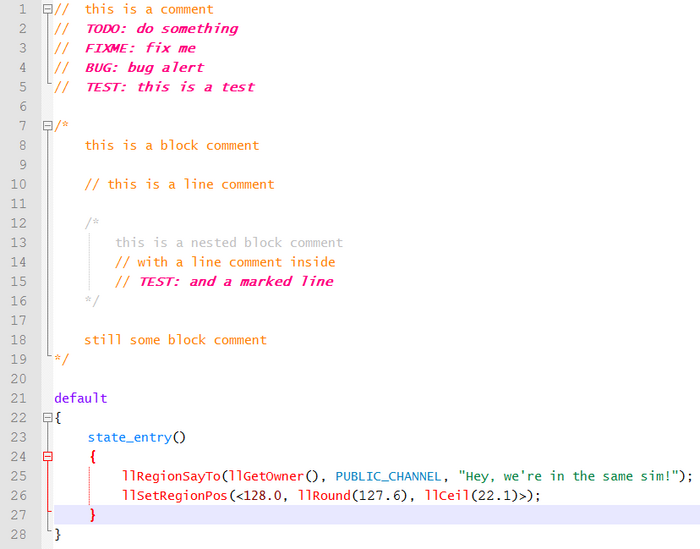 1 // this is a comment
2 // TODO: do something
3 // FIXME: fix me
4 // BUG: bug alert
5 // TEST: this is a test
6
7 /*
8 this is a block comment
9
10 // this is a line comment
11
12 /*
13 this is a nested block comment
14 // with a line comment inside
15 // TEST: and a marked line
16 */
17
18 still some block comment
19 */
20
21 default
22 {
23 state_entry()
24 {
25 llRegionSayTo(llGetOwner(), PUBLIC_CHANNEL, "Hey, we're in the same sim!");
26 llSetRegionPos(<128.0, llRound(127.6), llCeil(22.1)>);
27 }
28 }